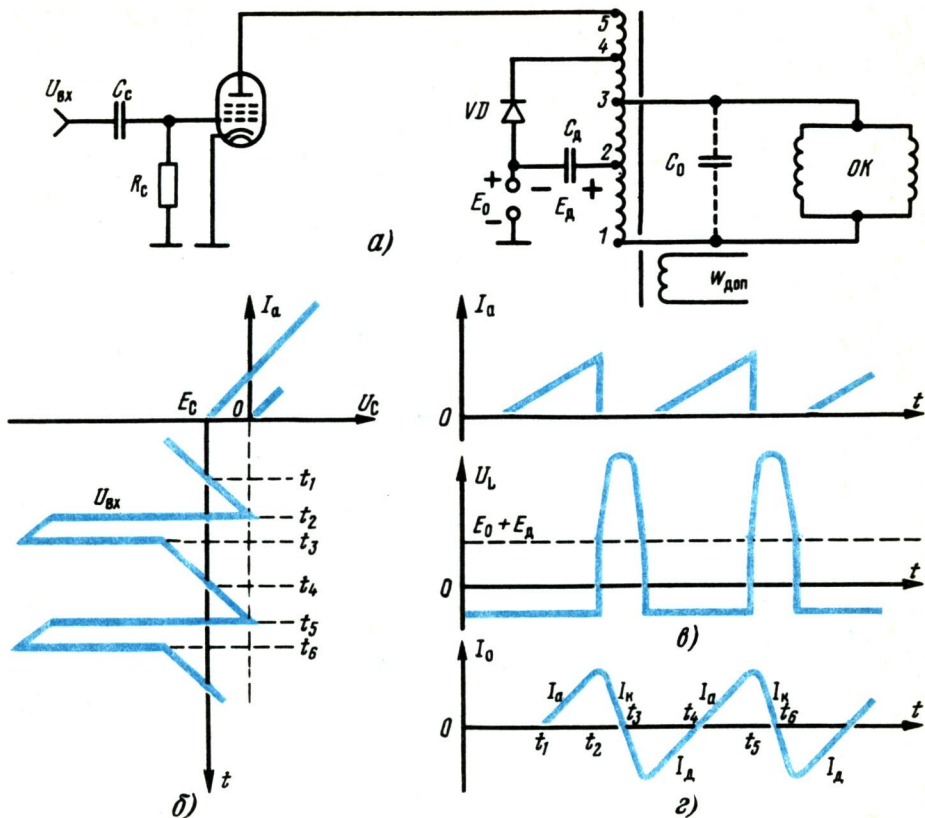 5
4
Uвх Cс 3
VD
Cд
2
Rс + - + C₀ ОК
E₀ Eд
-
1
а)
Wдоп
Iа Iа
Eс 0 Uс
0 t
t₁
Uвх UL
t₂
t₃ E₀ + Eд
t₄ 0 t
t₅
в)
t₆ I₀
Iа Iк Iа Iк
t₃ t₄ t₆
0 t
t₁ t₂ t₅
Iд Iд
t
б) г)